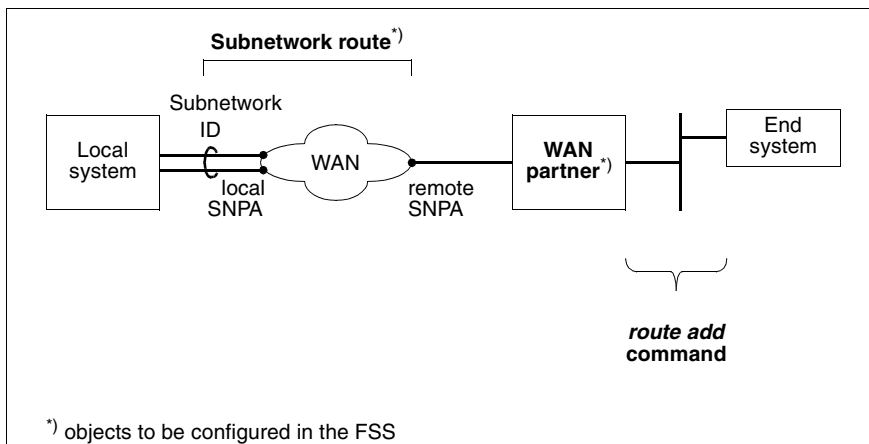 Subnetwork route*)
Subnetwork
ID
Local
system
WAN
local
SNPA
remote
SNPA
WAN
partner*)
End
system
route add
command
*) objects to be configured in the FSS